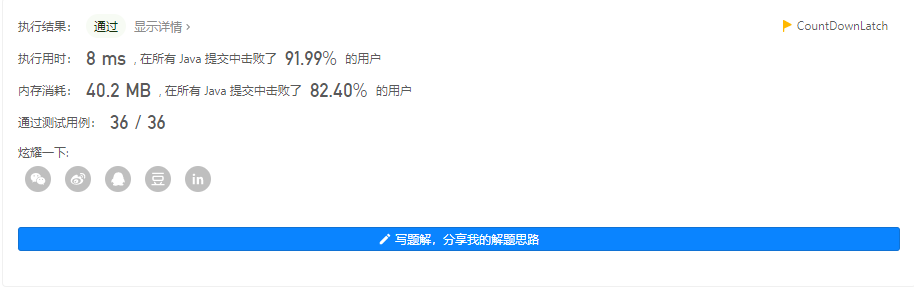 执行结果： 通过 显示详情 › CountDownLatch
执行用时： 8 ms , 在所有 Java 提交中击败了 91.99% 的用户
内存消耗： 40.2 MB , 在所有 Java 提交中击败了 82.40% 的用户
通过测试用例： 36 / 36
炫耀一下:
豆 in
写题解，分享我的解题思路